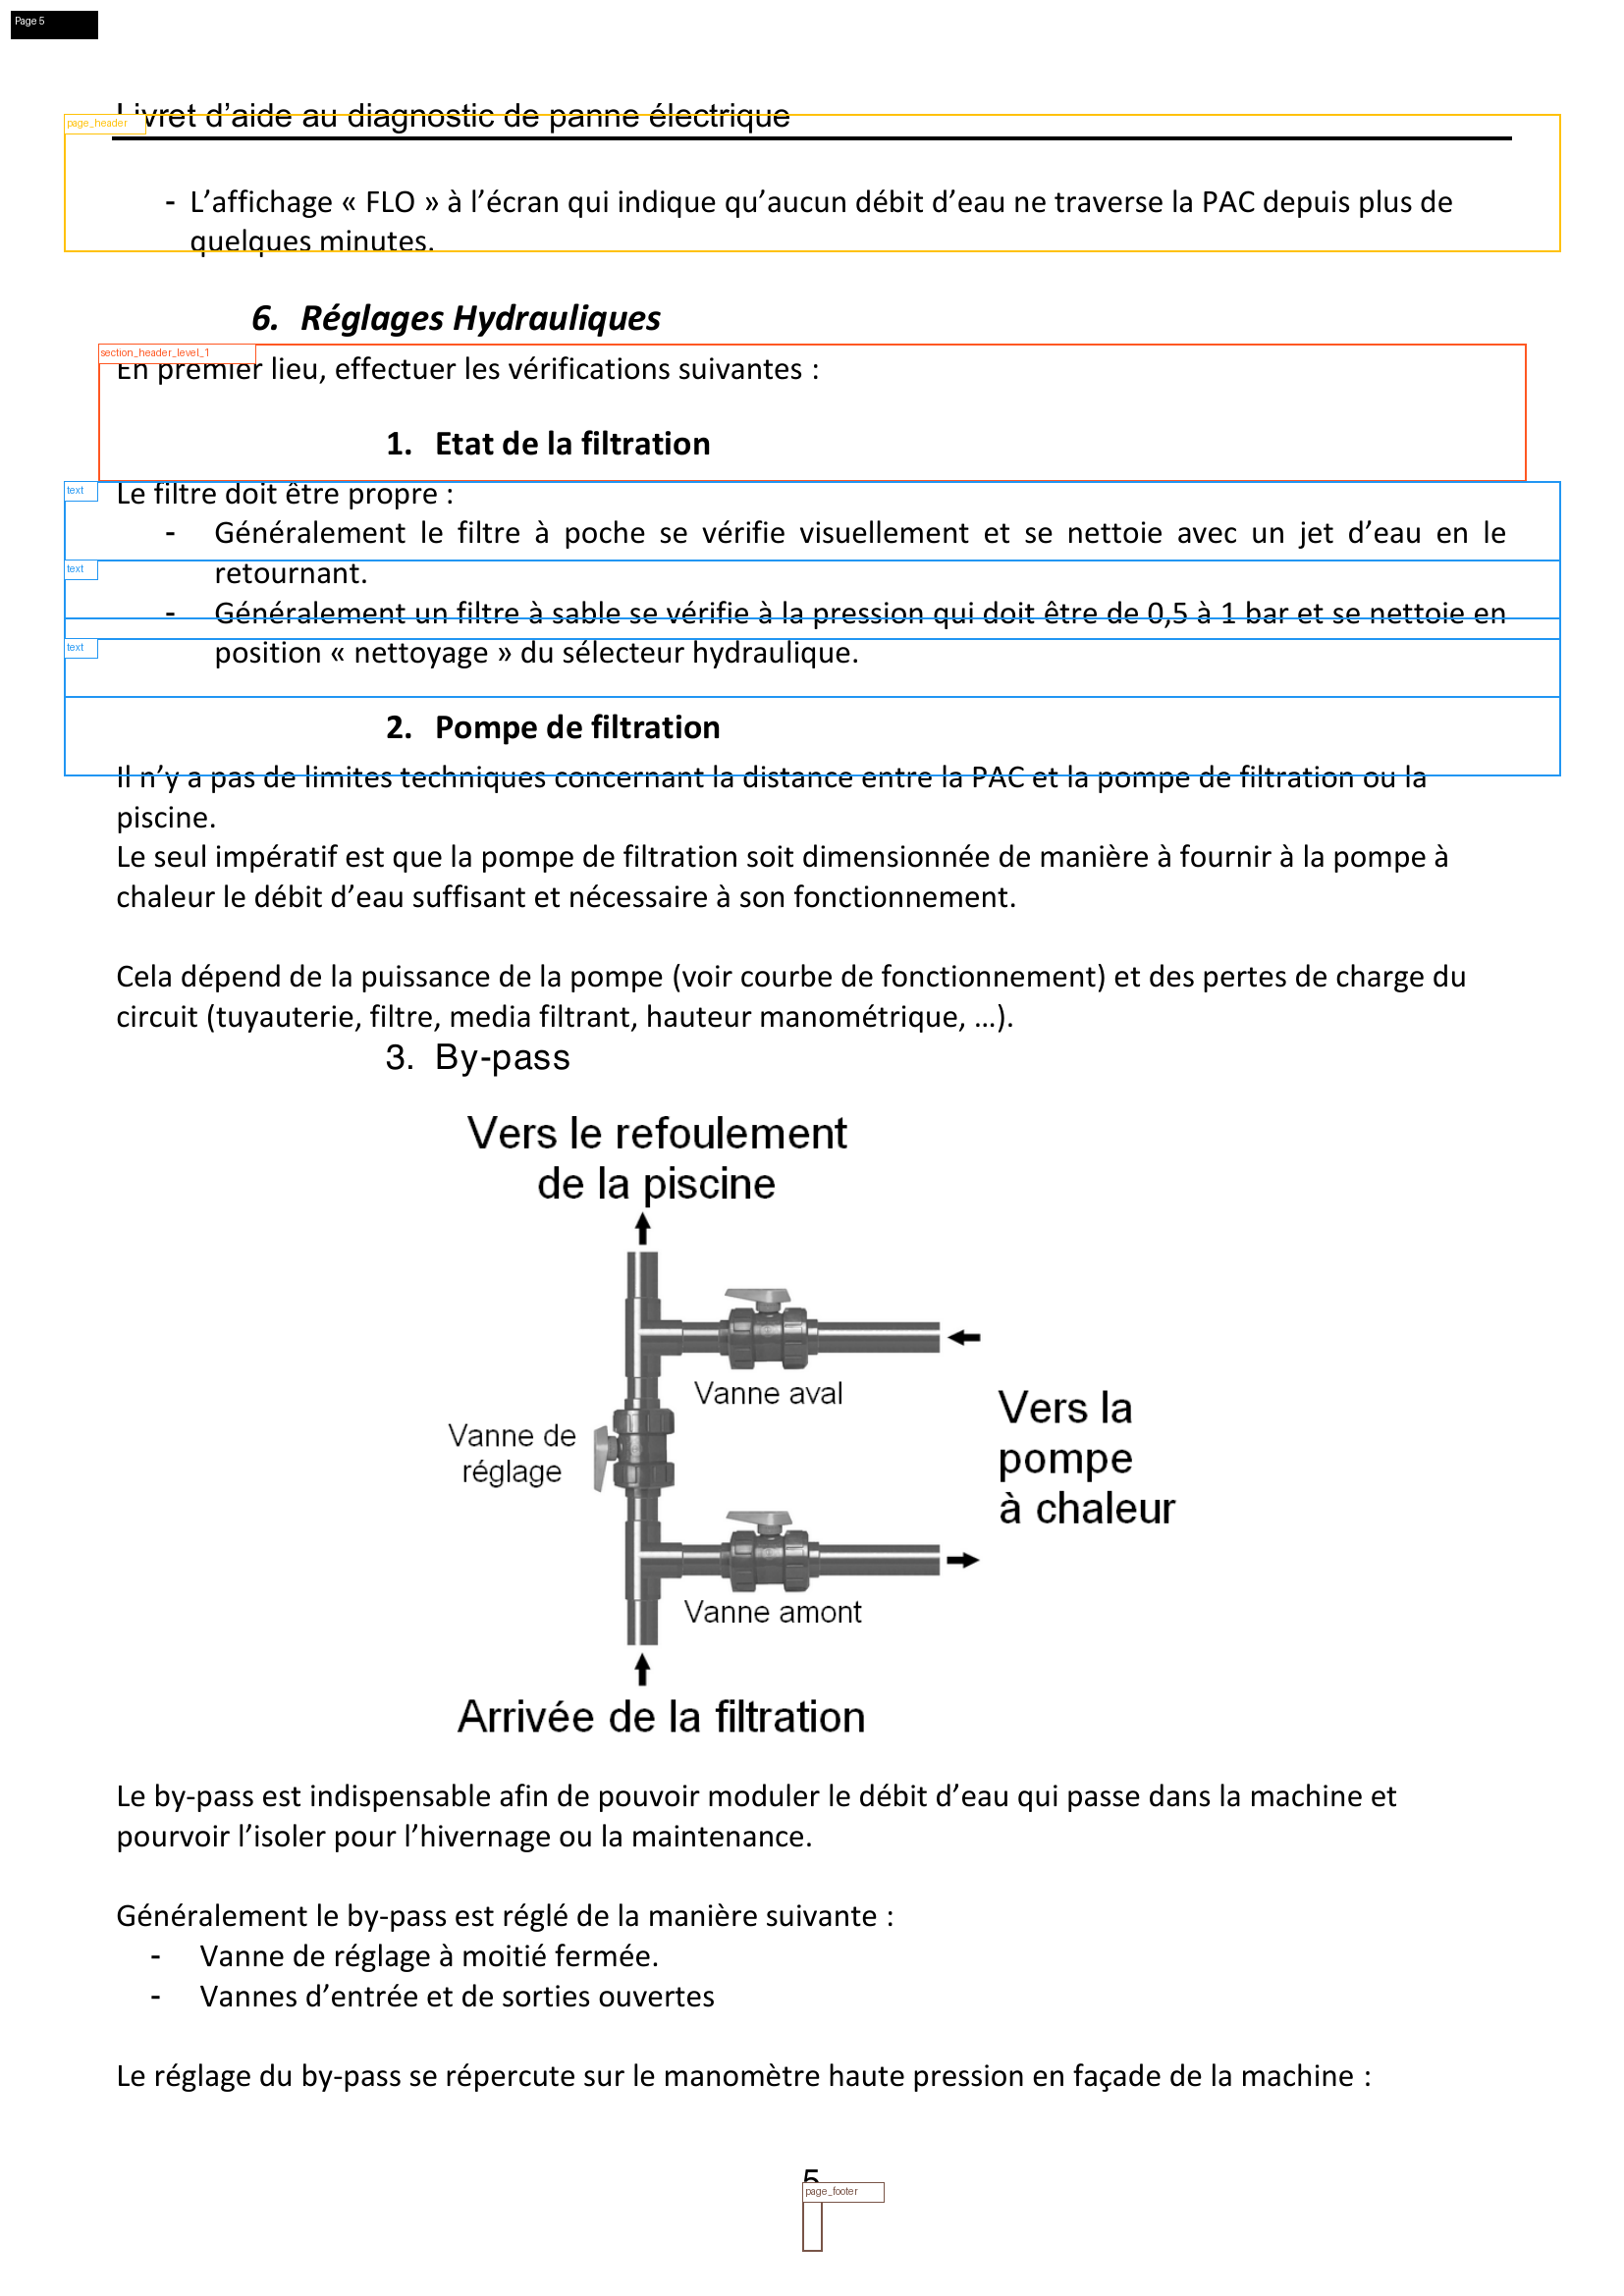 Page 5
Livret d’aide au diagnostic de panne électrique
page_header
- L’affichage « FLO » à l’écran qui indique qu’aucun débit d’eau ne traverse la PAC depuis plus de
quelques minutes.
6. Réglages Hydrauliques
section_header_level_1
En premier lieu, effectuer les vérifications suivantes :
1. Etat de la filtration
text
Le filtre doit être propre :
- Généralement le filtre à poche se vérifie visuellement et se nettoie avec un jet d’eau en le
text
retournant.
- Généralement un filtre à sable se vérifie à la pression qui doit être de 0,5 à 1 bar et se nettoie en
text
position « nettoyage » du sélecteur hydraulique.
2. Pompe de filtration
Il n’y a pas de limites techniques concernant la distance entre la PAC et la pompe de filtration ou la
piscine.
Le seul impératif est que la pompe de filtration soit dimensionnée de manière à fournir à la pompe à
chaleur le débit d’eau suffisant et nécessaire à son fonctionnement.
Cela dépend de la puissance de la pompe (voir courbe de fonctionnement) et des pertes de charge du
circuit (tuyauterie, filtre, media filtrant, hauteur manométrique, …).
3. By-pass
Vers le refoulement
de la piscine
Vanne aval
Vanne de
réglage
Vers la
pompe
à chaleur
Vanne amont
Arrivée de la filtration
Le by-pass est indispensable afin de pouvoir moduler le débit d’eau qui passe dans la machine et
pourvoir l’isoler pour l’hivernage ou la maintenance.
Généralement le by-pass est réglé de la manière suivante :
- Vanne de réglage à moitié fermée.
- Vannes d’entrée et de sorties ouvertes
Le réglage du by-pass se répercute sur le manomètre haute pression en façade de la machine :
5
page_footer